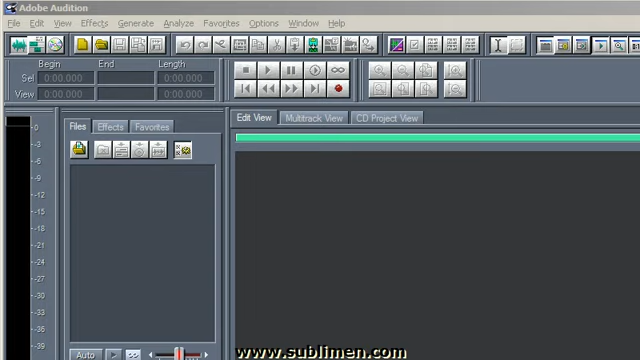 Adobe Audition
File Edit View Effects Generate Analyze Favorites Options Window Help
Begin End Length
Sel 0:00.000 0:00.000
View 0:00.000 0:00.000
Files Effects Favorites
Edit View Multitrack View CD Project View
0
-3
-6
-9
-12
-15
-18
-21
-24
-27
-30
-33
-36
-39
Auto
www.sublimen.com